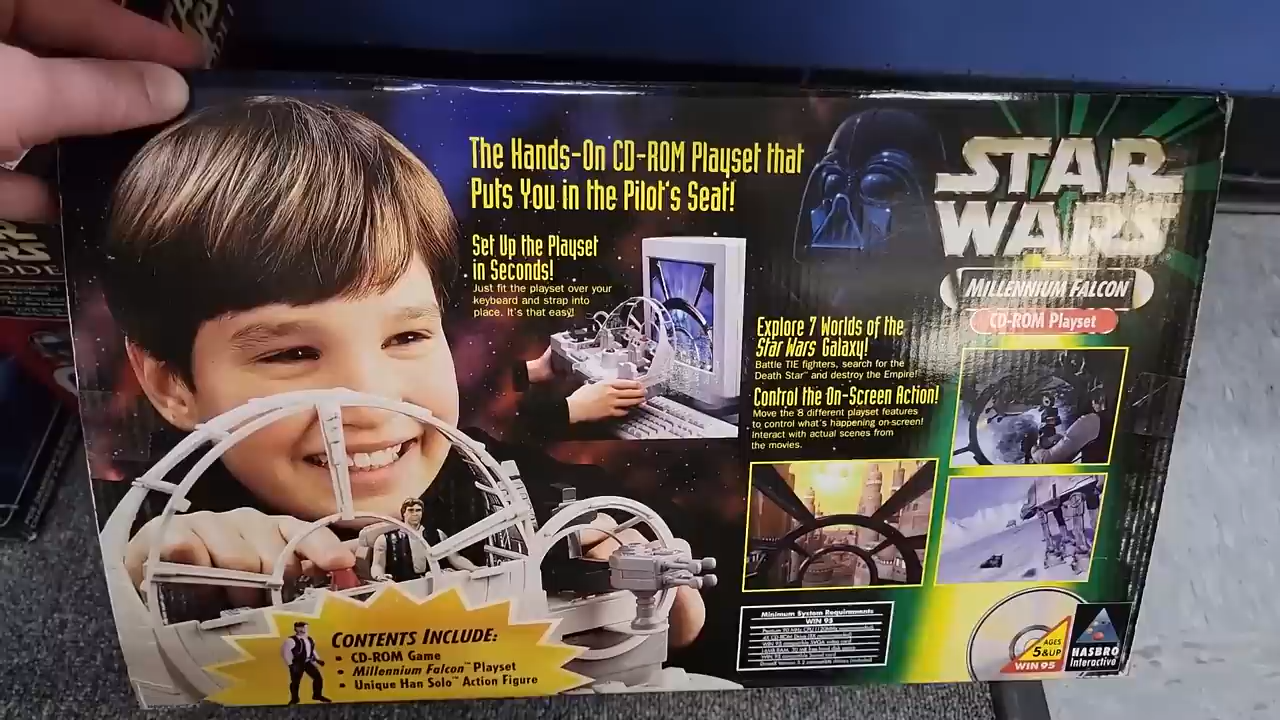 The Hands-On CD-ROM Playset that
Puts You in the Pilot's Seat!
Set Up the Playset
in Seconds!
Just fit the playset over your
keyboard and strap into
place. It's that easy!
STAR
WARS
MILLENNIUM FALCON
CD-ROM Playset
Explore 7 Worlds of the
Star Wars Galaxy!
Battle TIE fighters, search for the
Death Star™ and destroy the Empire!
Control the On-Screen Action!
Move the 8 different playset features
to control what's happening on-screen!
Interact with actual scenes from
the movies.
CONTENTS INCLUDE:
• CD-ROM Game
• Millennium Falcon™ Playset
• Unique Han Solo™ Action Figure
Minimum System Requirements
WIN 95
AGES
5 & UP
WIN 95
HASBRO
Interactive